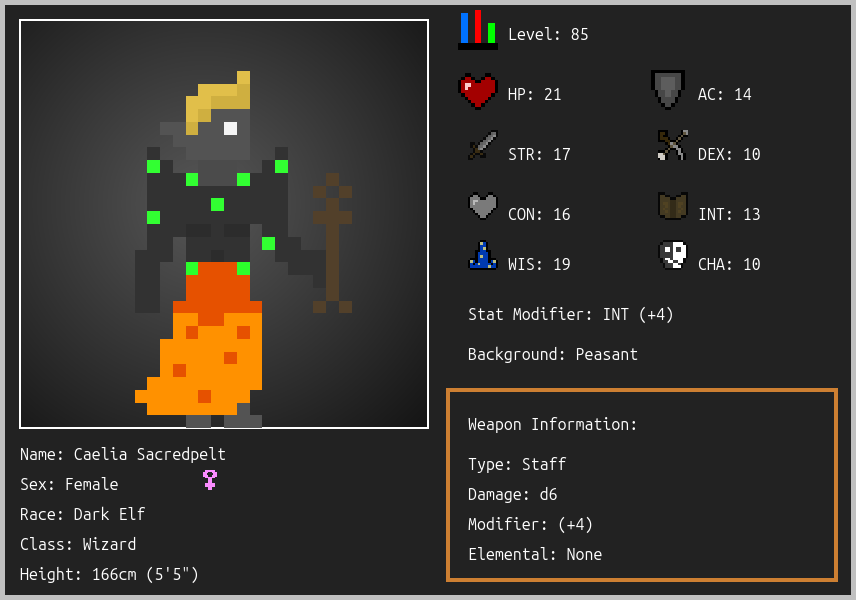 Level: 85
HP: 21
AC: 14
STR: 17
DEX: 10
CON: 16
INT: 13
WIS: 19
CHA: 10
Stat Modifier: INT (+4)
Background: Peasant
Weapon Information:
Type: Staff
Damage: d6
Modifier: (+4)
Elemental: None
Name: Caelia Sacredpelt
Sex: Female
Race: Dark Elf
Class: Wizard
Height: 166cm (5'5")